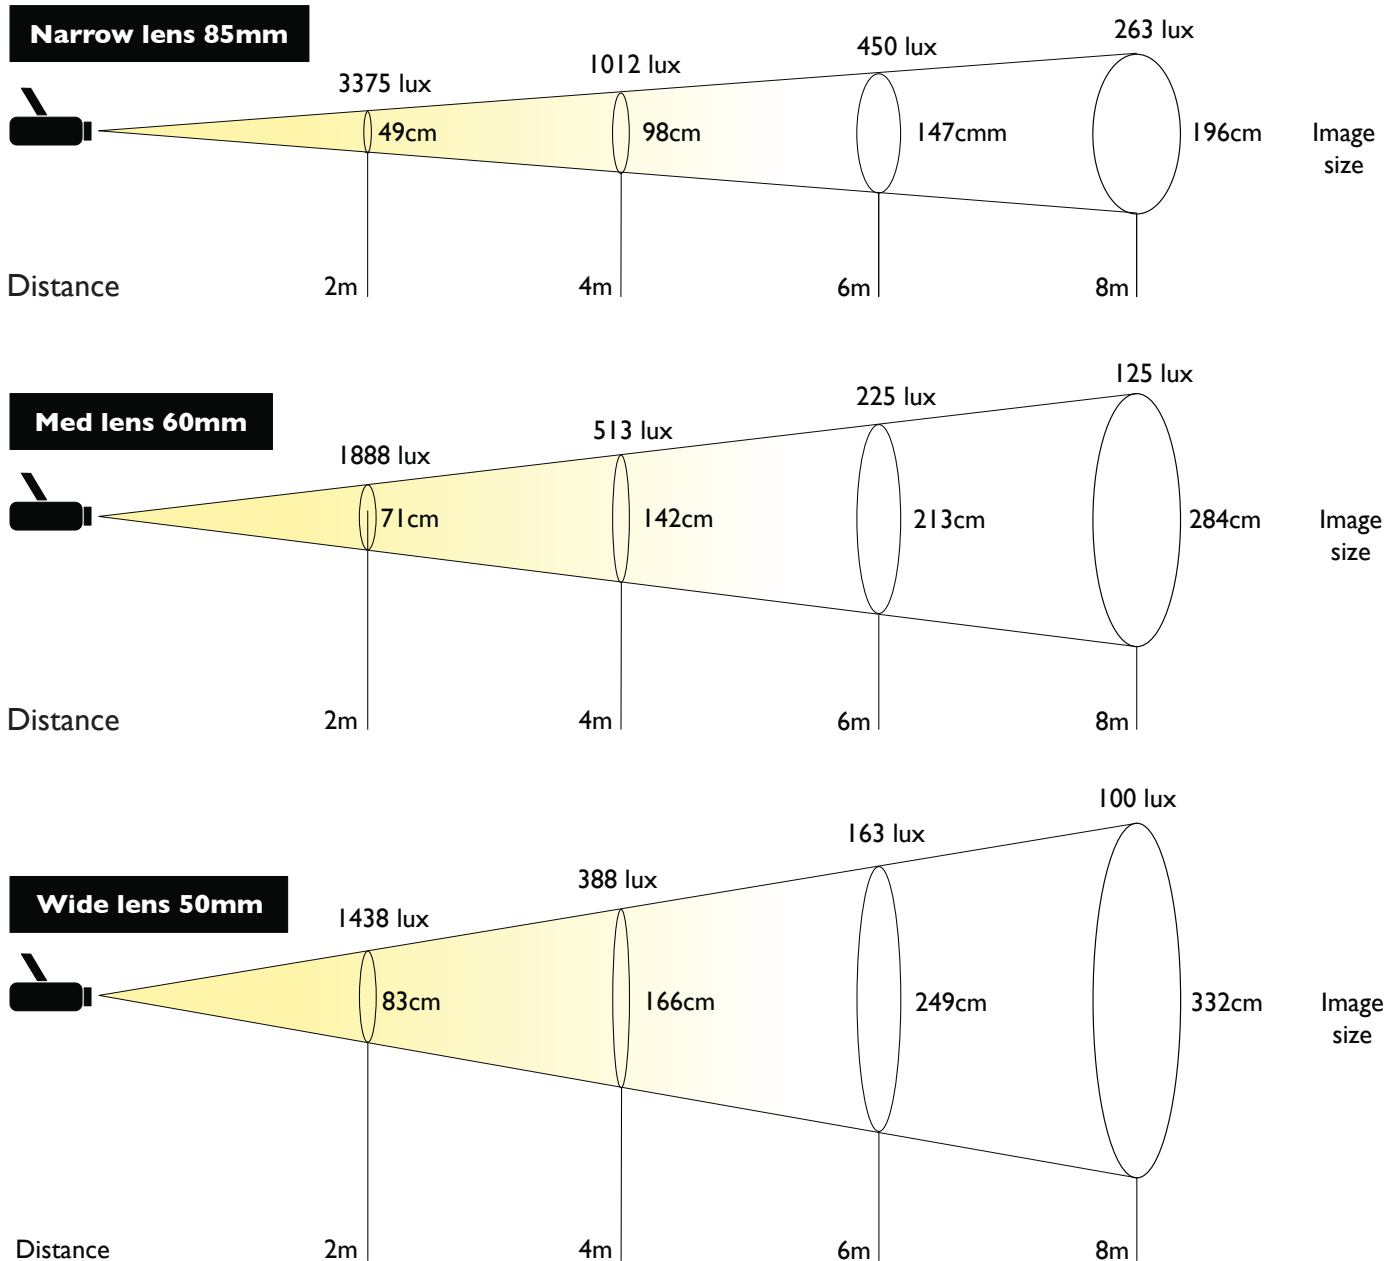 Narrow lens 85mm
263 lux
450 lux
1012 lux
3375 lux
49cm
98cm
147cmm
196cm
Image
size
Distance
2m
4m
6m
8m
Med lens 60mm
125 lux
225 lux
513 lux
1888 lux
71cm
142cm
213cm
284cm
Image
size
Distance
2m
4m
6m
8m
Wide lens 50mm
100 lux
163 lux
388 lux
1438 lux
83cm
166cm
249cm
332cm
Image
size
Distance
2m
4m
6m
8m